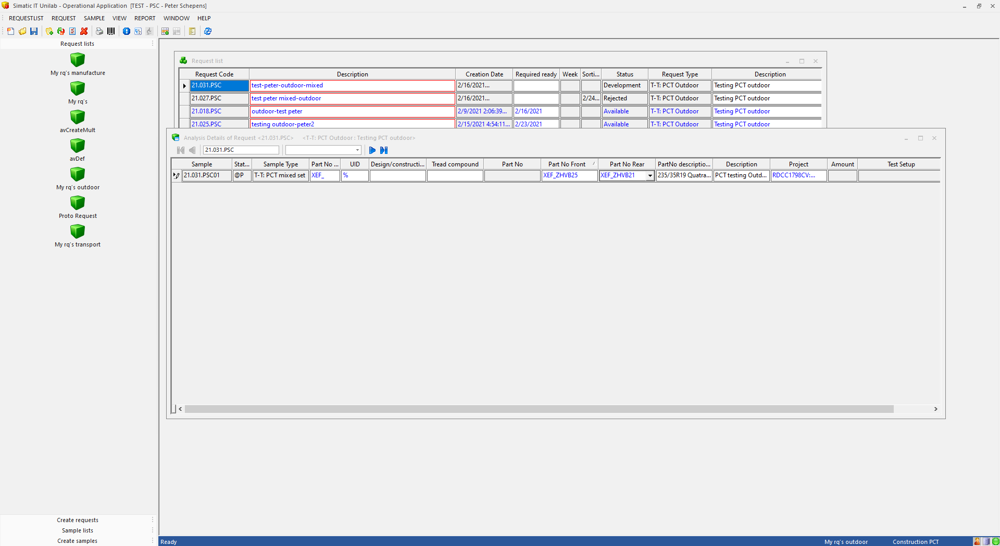 Simatic IT Unilab - Operational Application [TEST - PSC - Peter Schepens]
REQUESTLIST REQUEST SAMPLE VIEW REPORT WINDOW HELP
Request lists
My rq's manufacture
My rq's
avCreateMult
avDef
My rq's outdoor
Proto Request
My rq's transport
Create requests
Sample lists
Create samples
Request list
Request Code Description Creation Date Required ready Week Sorti... Status Request Type Description
21.031.PSC test-peter-outdoor-mixed 2/16/2021... Development T-T: PCT Outdoor Testing PCT outdoor
21.027.PSC test peter mixed-outdoor 2/16/2021... 2/24... Rejected T-T: PCT Outdoor Testing PCT outdoor
21.018.PSC outdoor-test peter 2/9/2021 2:06:39... 2/16/2021 Available T-T: PCT Outdoor Testing PCT outdoor
21.025.PSC testing outdoor-peter2 2/15/2021 4:54:11... 2/23/2021 Available T-T: PCT Outdoor Testing PCT outdoor
Analysis Details of Request <21.031.PSC> <T-T: PCT Outdoor : Testing PCT outdoor>
21.031.PSC
Sample Stat... Sample Type Part No ... UID Design/constructi... Tread compound Part No Part No Front Part No Rear PartNo descriptio... Description Project Amount Test Setup
21.031.PSC01 @P T-T: PCT mixed set XEF_ % XEF_ZHVB25 XEF_ZHVB21 235/35R19 Quatra... PCT testing Outd... RDCC1798CV:...
Ready My rq's outdoor Construction PCT